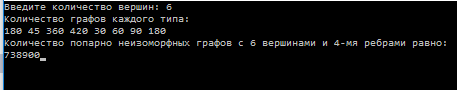 Введите количество вершин: 6
Количество графов каждого типа:
180 45 360 420 30 60 90 180
Количество попарно неизоморфных графов с 6 вершинами и 4-мя ребрами равно:
738900